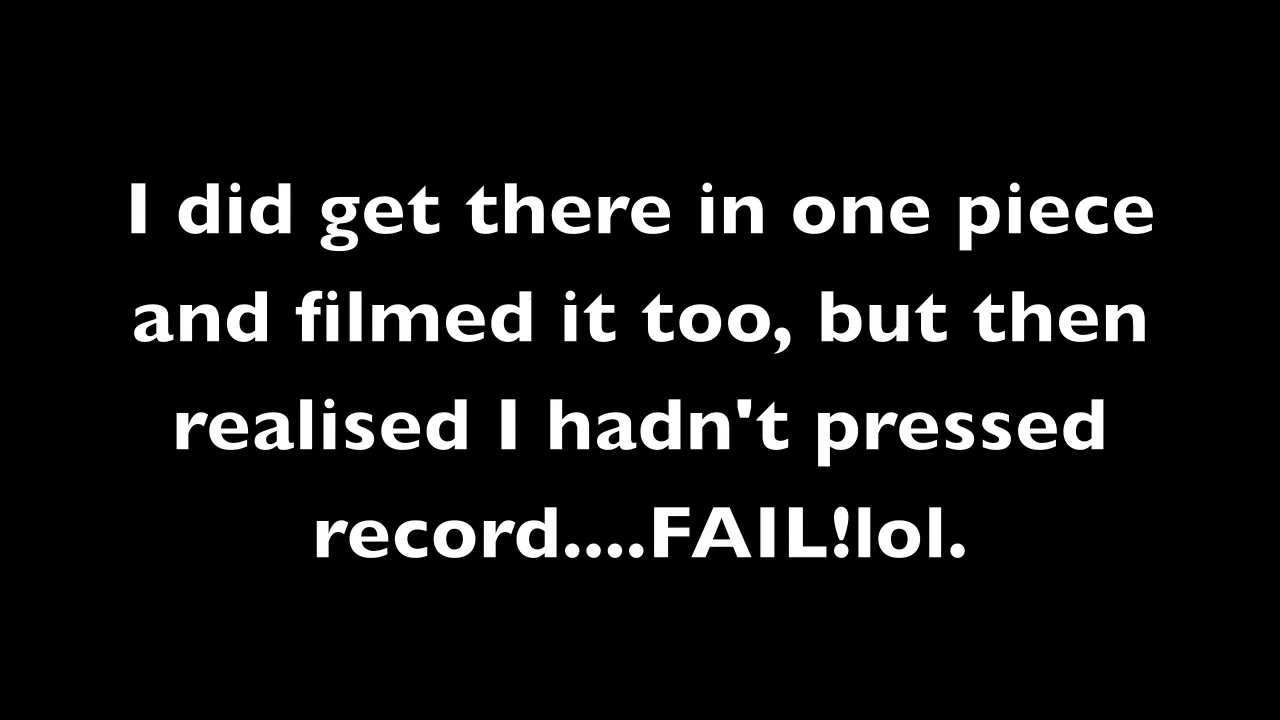 I did get there in one piece
and filmed it too, but then
realised I hadn't pressed
record....FAIL!lol.